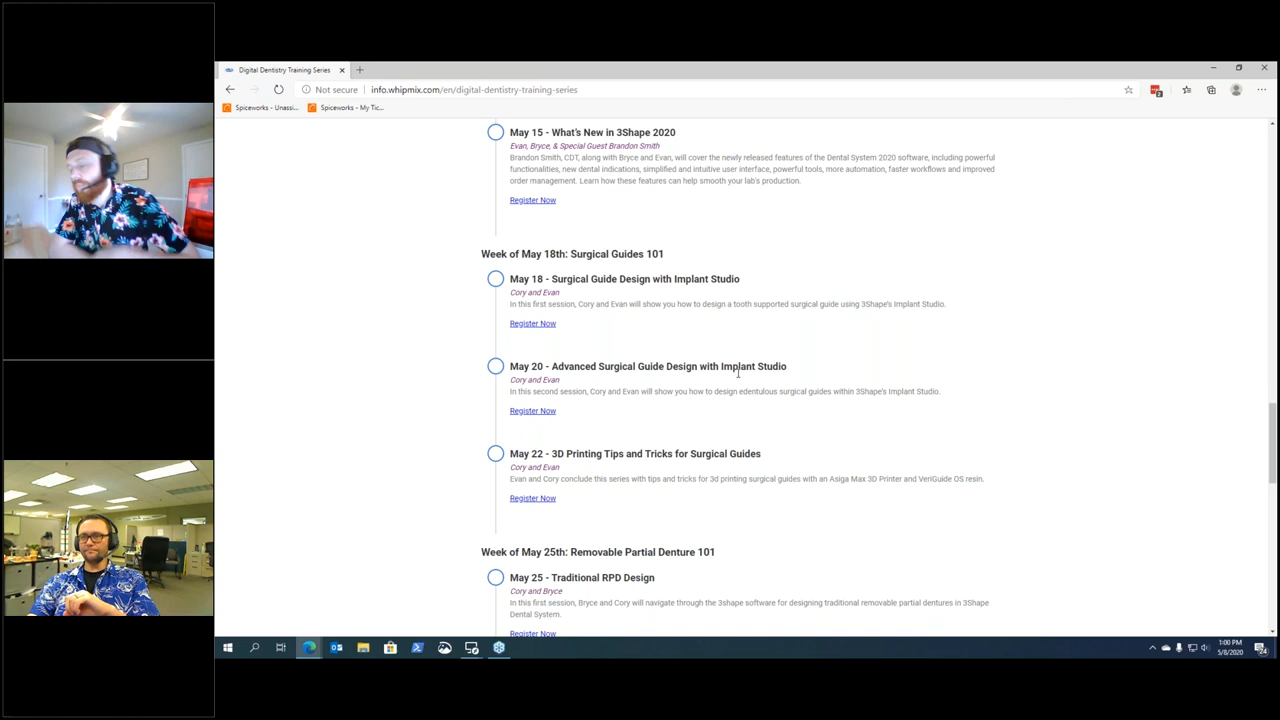 Digital Dentistry Training Series
Not secure
info.whipmix.com/en/digital-dentistry-training-series
Spiceworks - Unassi...
Spiceworks - My Tic...
May 15 - What's New in 3Shape 2020
Evan, Bryce, & Special Guest Brandon Smith
Brandon Smith, CDT, along with Bryce and Evan, will cover the newly released features of the Dental System 2020 software, including powerful
functionalities, new dental indications, simplified and intuitive user interface, powerful tools, more automation, faster workflows and improved
order management. Learn how these features can help smooth your lab's production.
Register Now
Week of May 18th: Surgical Guides 101
May 18 - Surgical Guide Design with Implant Studio
Cory and Evan
In this first session, Cory and Evan will show you how to design a tooth supported surgical guide using 3Shape's Implant Studio.
Register Now
May 20 - Advanced Surgical Guide Design with Implant Studio
Cory and Evan
In this second session, Cory and Evan will show you how to design edentulous surgical guides within 3Shape's Implant Studio.
Register Now
May 22 - 3D Printing Tips and Tricks for Surgical Guides
Cory and Evan
Evan and Cory conclude this series with tips and tricks for 3d printing surgical guides with an Asiga Max 3D Printer and VeriGuide OS resin.
Register Now
Week of May 25th: Removable Partial Denture 101
May 25 - Traditional RPD Design
Cory and Bryce
In this first session, Bryce and Cory will navigate through the 3shape software for designing traditional removable partial dentures in 3Shape
Dental System.
Register Now
1:00 PM
5/8/2020